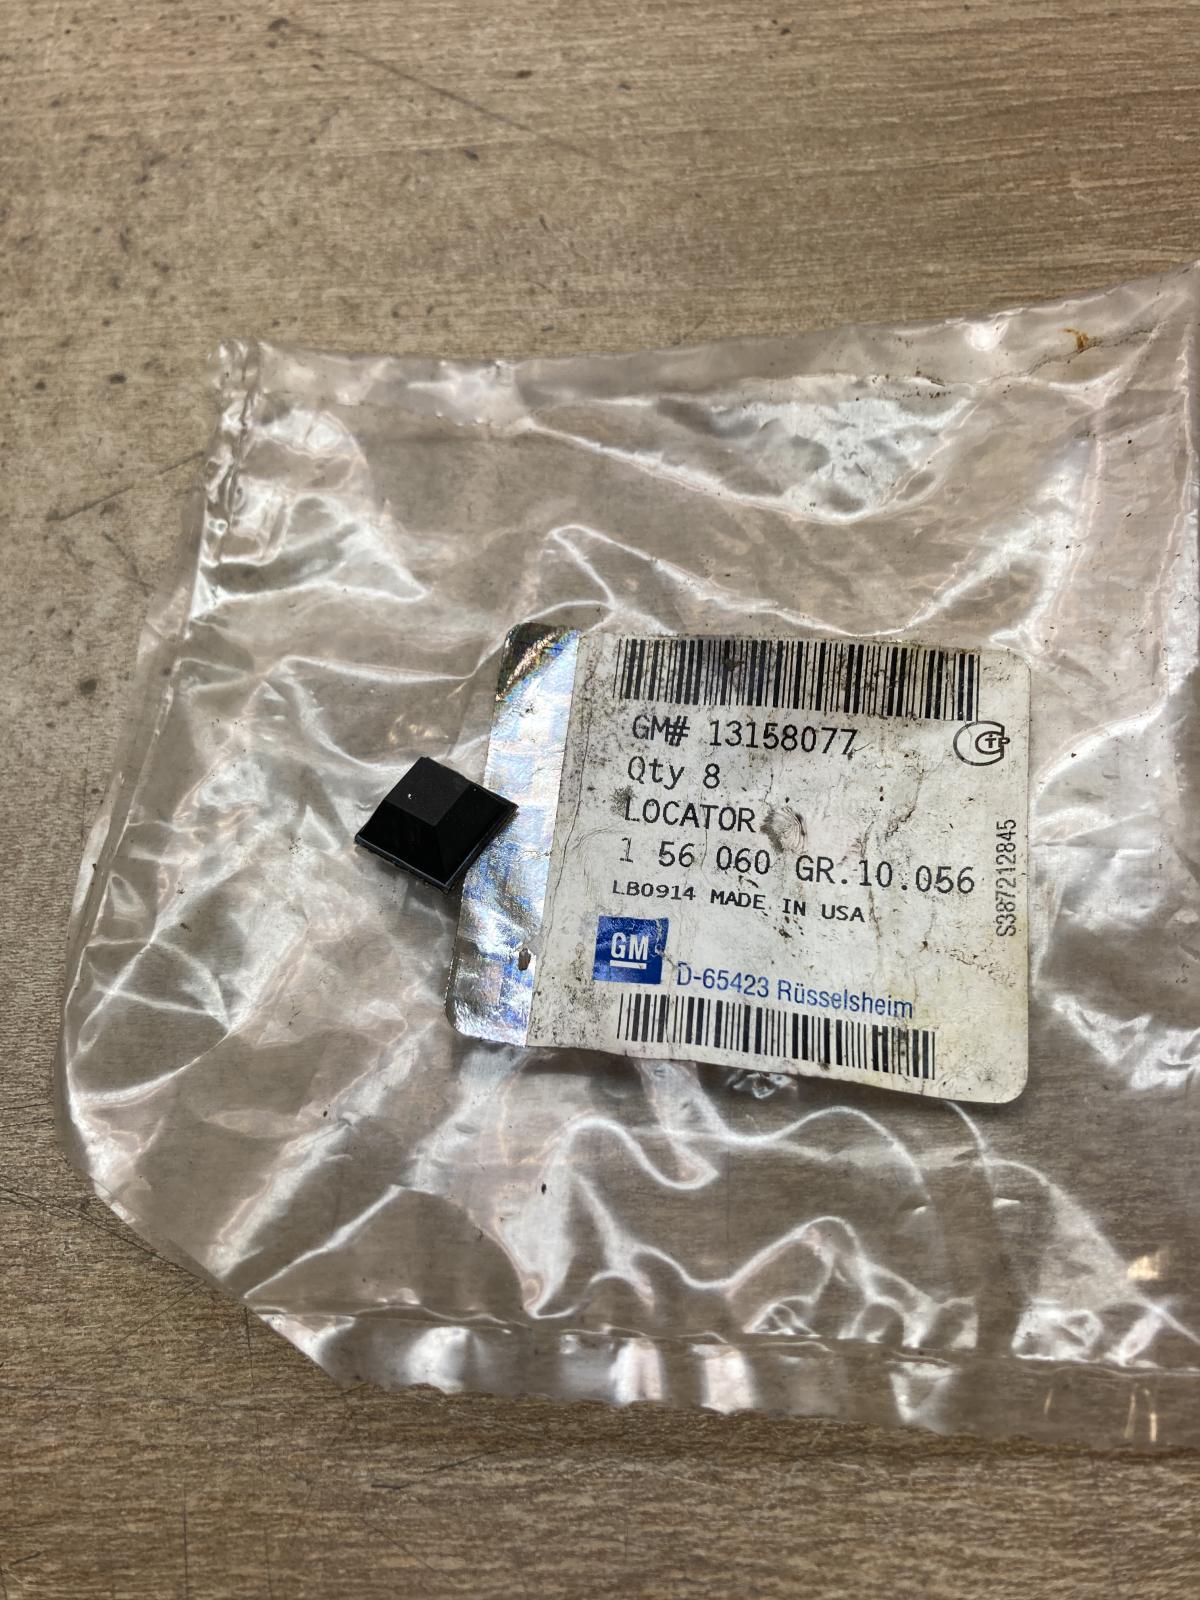 GM# 13158077
Qty 8
LOCATOR
1 56 060 GR.10.056
LB0914 MADE IN USA
GM
D-65423 Rüsselsheim
S387212845